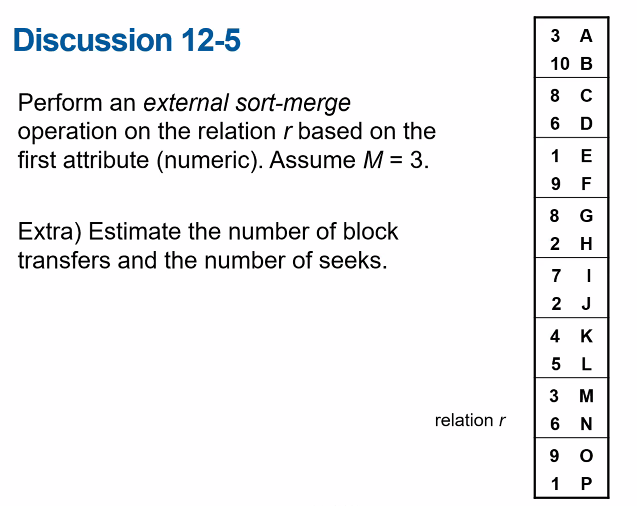 Discussion 12-5
Perform an external sort-merge
operation on the relation r based on the
first attribute (numeric). Assume M = 3.
Extra) Estimate the number of block
transfers and the number of seeks.
3 A
10 B
8 C
6 D
1 E
9 F
8 G
2 H
7 I
2 J
4 K
5 L
3 M
6 N
9 O
1 P
relation r